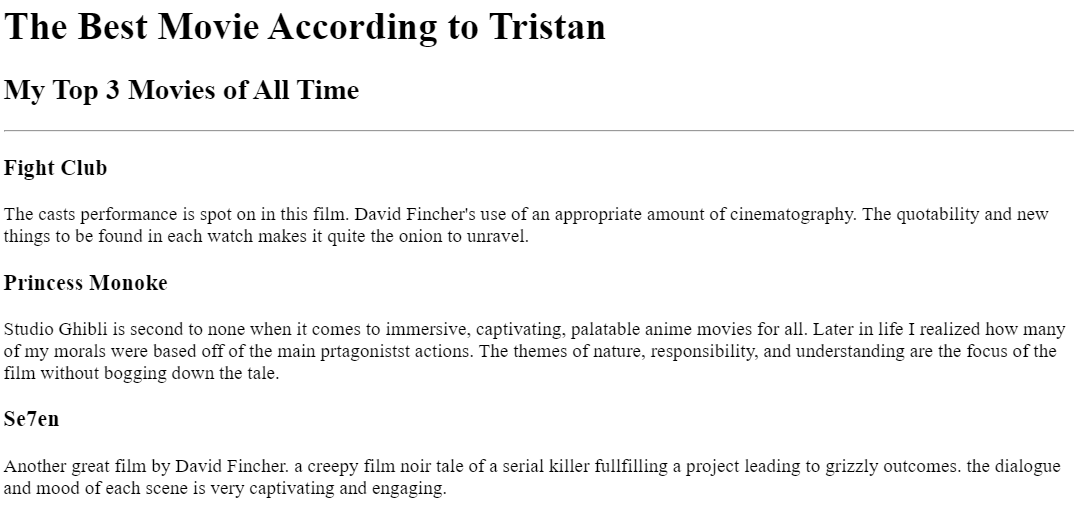 The Best Movie According to Tristan
My Top 3 Movies of All Time
Fight Club
The casts performance is spot on in this film. David Fincher's use of an appropriate amount of cinematography. The quotability and new
things to be found in each watch makes it quite the onion to unravel.
Princess Monoke
Studio Ghibli is second to none when it comes to immersive, captivating, palatable anime movies for all. Later in life I realized how many
of my morals were based off of the main prtagonistst actions. The themes of nature, responsibility, and understanding are the focus of the
film without bogging down the tale.
Se7en
Another great film by David Fincher. a creepy film noir tale of a serial killer fullfilling a project leading to grizzly outcomes. the dialogue
and mood of each scene is very captivating and engaging.